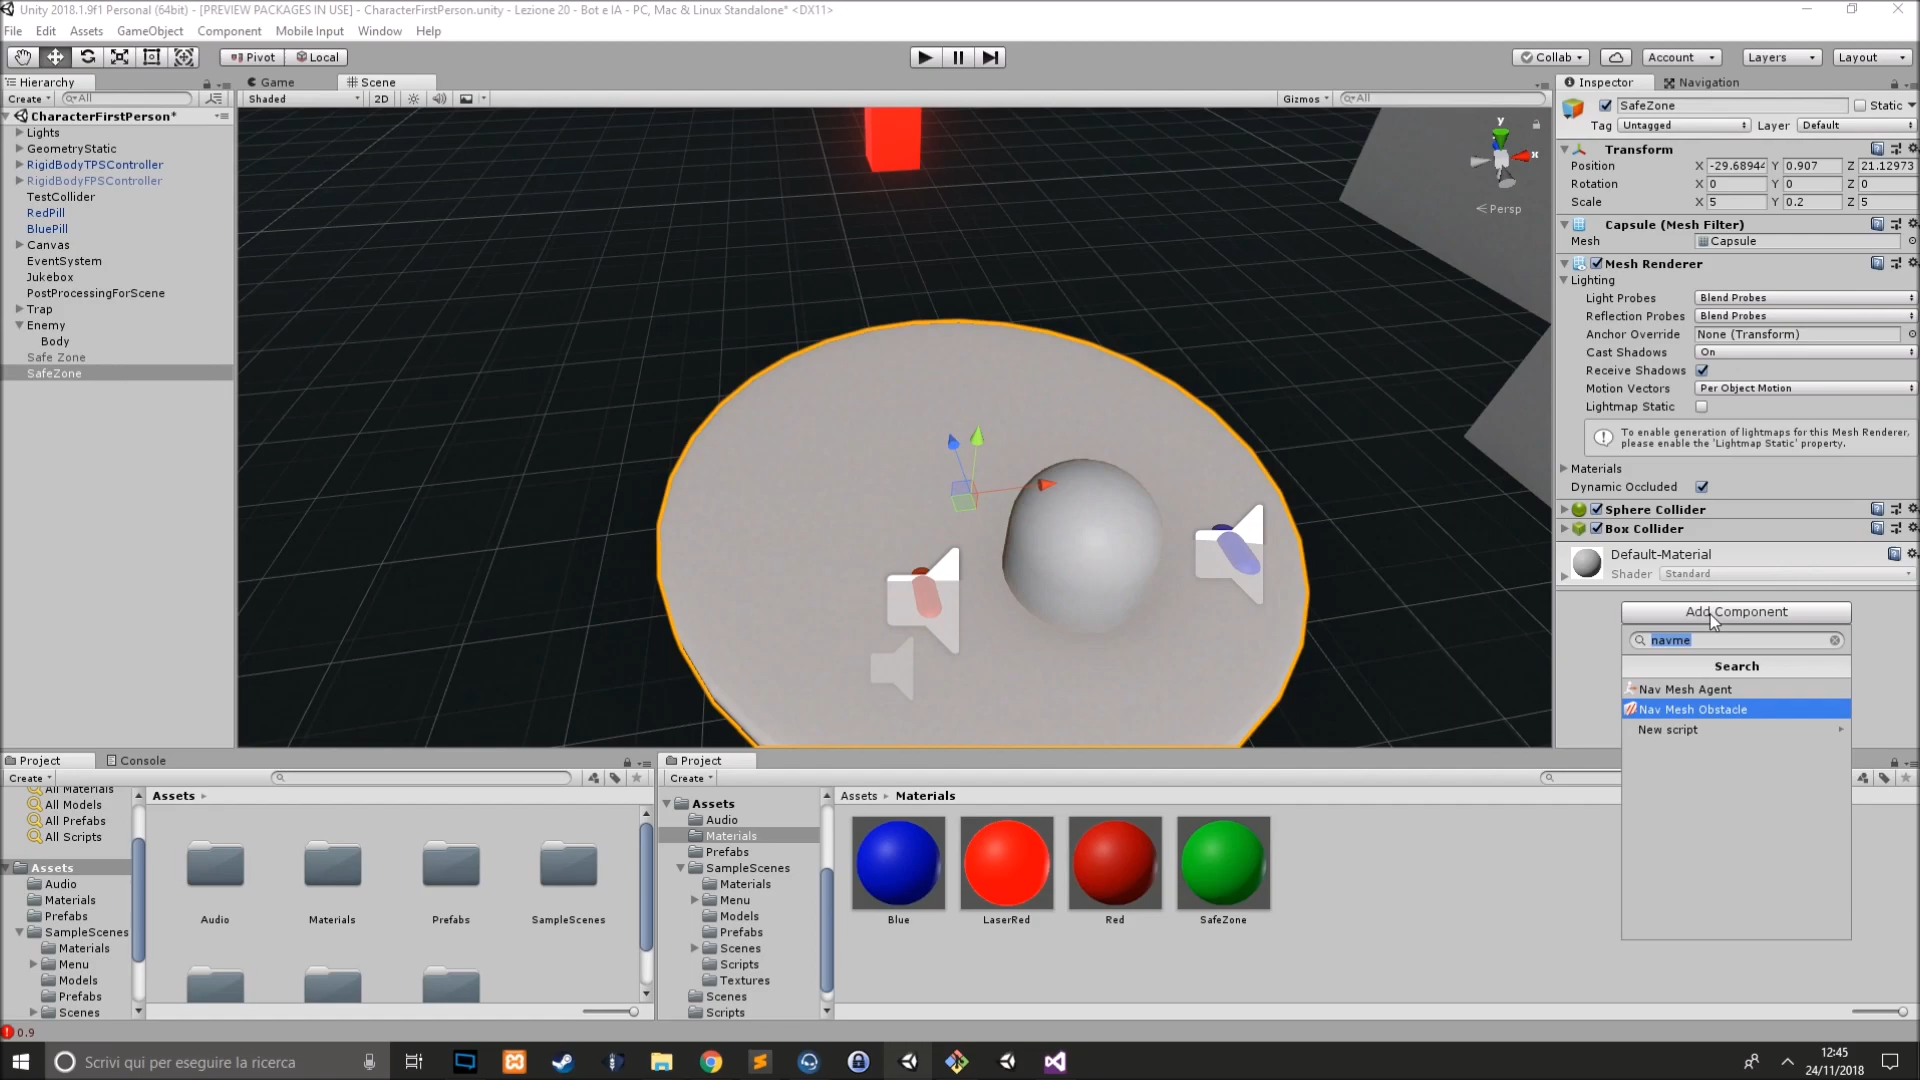 Unity 2018.1.9f1 Personal (64bit) - [PREVIEW PACKAGES IN USE] - CharacterFirstPerson.unity - Lezione 20 - Bot e IA - PC, Mac & Linux Standalone* <DX11>
File Edit Assets GameObject Component Mobile Input Window Help
Pivot Local Collab Account Layers Layout
Hierarchy
Create All
CharacterFirstPerson*
Lights
GeometryStatic
RigidBodyTPSController
RigidBodyFPSController
TestCollider
RedPill
BluePill
Canvas
EventSystem
Jukebox
PostProcessingForScene
Trap
Enemy
Body
Safe Zone
SafeZone
Game Scene
Shaded 2D Gizmos All
y
x
Persp
Inspector Navigation
SafeZone Static
Tag Untagged Layer Default
Transform
Position X -29.68944 Y 0.907 Z 21.12973
Rotation X 0 Y 0 Z 0
Scale X 5 Y 0.2 Z 5
Capsule (Mesh Filter)
Mesh Capsule
Mesh Renderer
Lighting
Light Probes Blend Probes
Reflection Probes Blend Probes
Anchor Override None (Transform)
Cast Shadows On
Receive Shadows
Motion Vectors Per Object Motion
Lightmap Static
To enable generation of lightmaps for this Mesh Renderer, please enable the 'Lightmap Static' property.
Materials
Dynamic Occluded
Sphere Collider
Box Collider
Default-Material
Shader Standard
Add Component
navme
Search
Nav Mesh Agent
Nav Mesh Obstacle
New script
Project Console
Create
All Materials
All Models
All Prefabs
All Scripts
Assets
Audio
Materials
Prefabs
SampleScenes
Materials
Menu
Models
Prefabs
Scenes
Assets
Audio Materials Prefabs SampleScenes
Project
Create
Assets
Audio
Materials
Prefabs
SampleScenes
Materials
Menu
Models
Prefabs
Scenes
Scripts
Textures
Scenes
Scripts
Assets Materials
Blue LaserRed Red SafeZone
0.9
Scrivi qui per eseguire la ricerca
12:45
24/11/2018